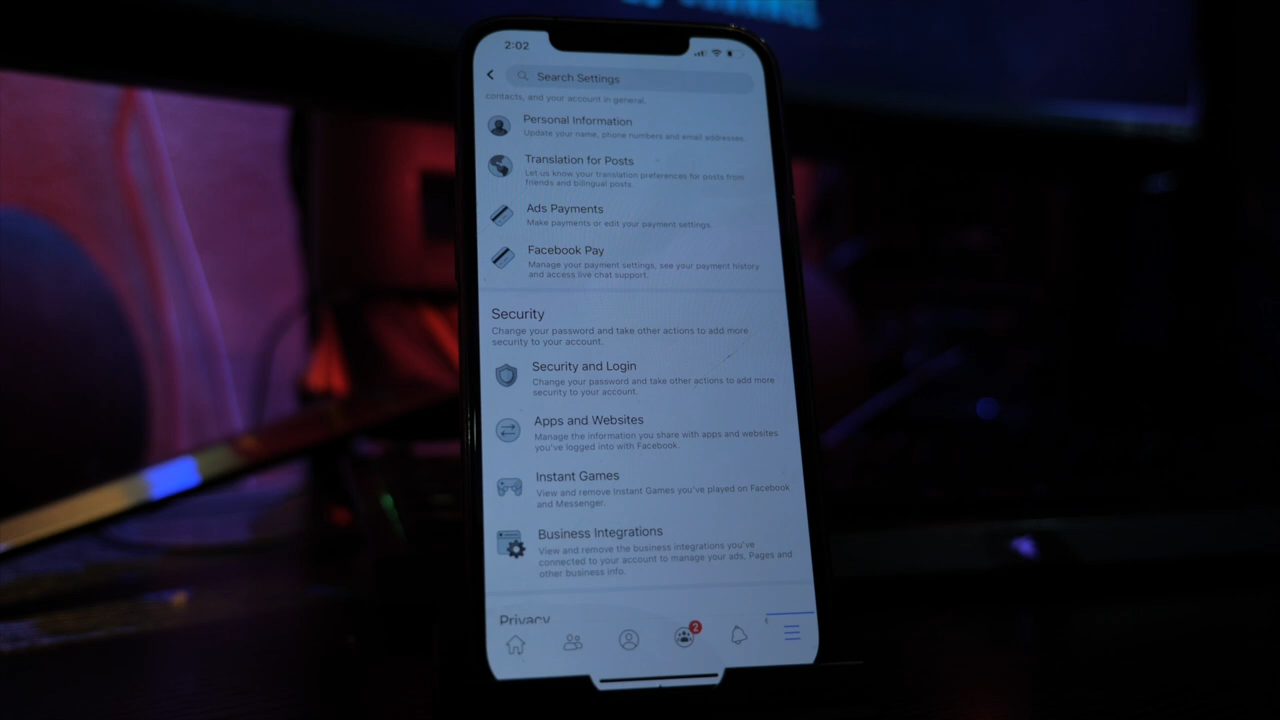 2:02
Search Settings
contacts, and your account in general.
Personal Information
Update your name, phone numbers and email addresses.
Translation for Posts
Let us know your translation preferences for posts from
friends and bilingual posts.
Ads Payments
Make payments or edit your payment settings.
Facebook Pay
Manage your payment settings, see your payment history
and access live chat support.
Security
Change your password and take other actions to add more
security to your account.
Security and Login
Change your password and take other actions to add more
security to your account.
Apps and Websites
Manage the information you share with apps and websites
you've logged into with Facebook.
Instant Games
View and remove Instant Games you've played on Facebook
and Messenger.
Business Integrations
View and remove the business integrations you've
connected to your account to manage your ads, Pages and
other business info.
Privacy
2